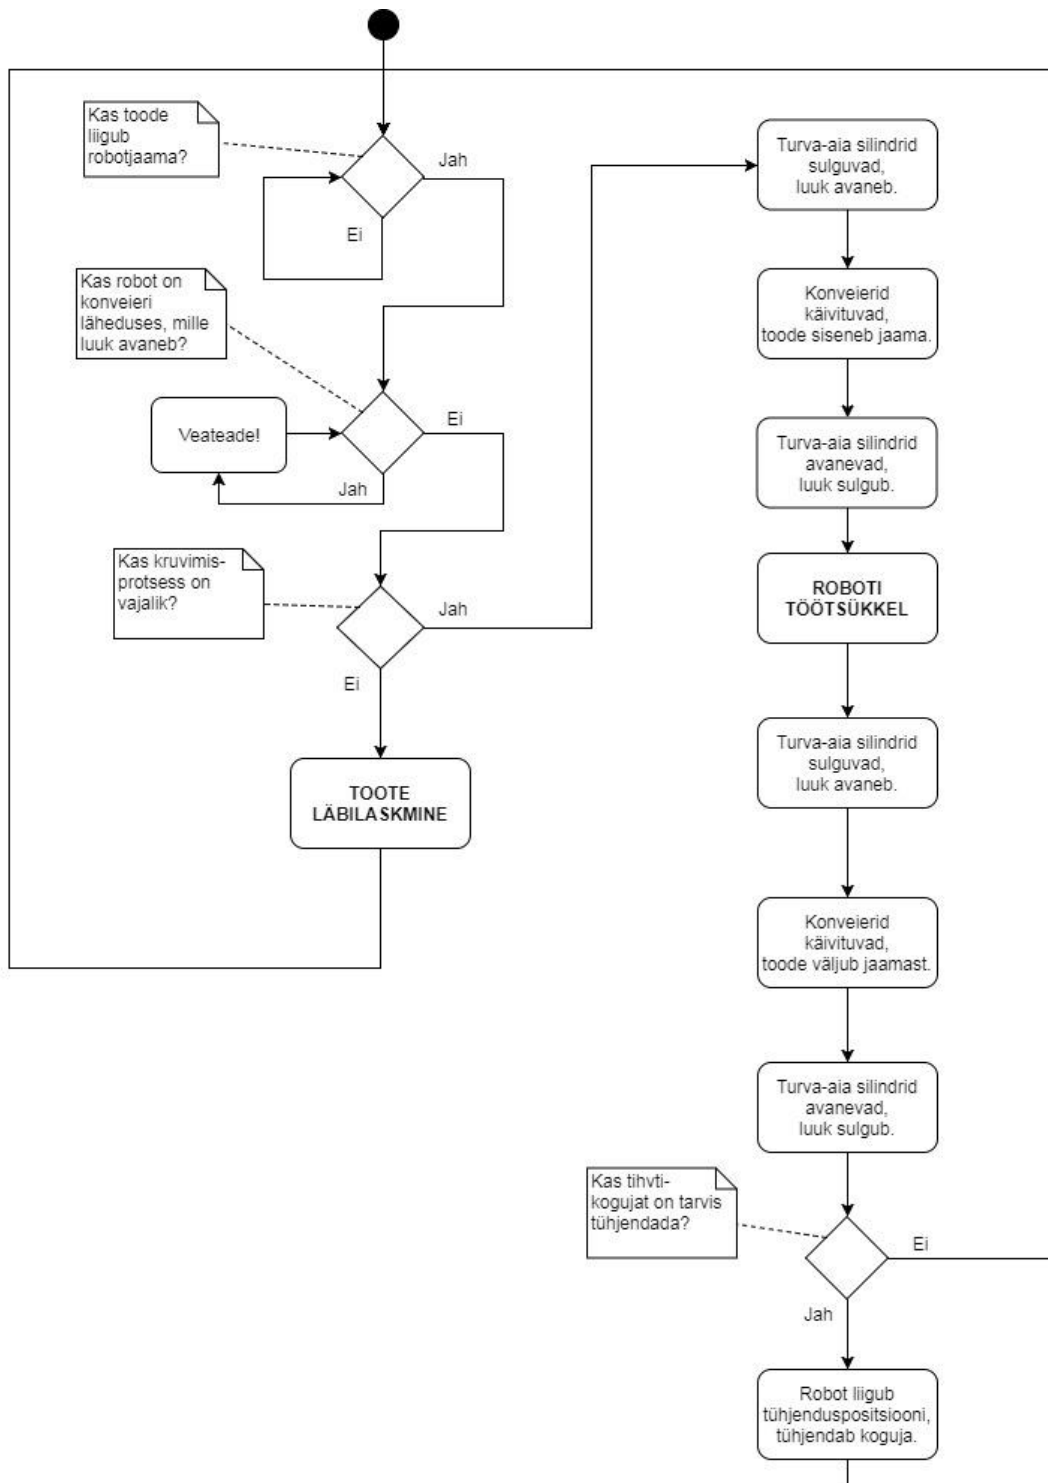 Kas toode
liigub
robotjaama?
Jah
Ei
Kas robot on
konveieri
läheduses, mille
luuk avaneb?
Veateade!
Ei
Jah
Kas kruvimis-
protsess on
vajalik?
Jah
Ei
TOOTE
LÄBILASKMINE
Turva-aia silindrid
sulguvad,
luuk avaneb.
Konveierid
käivituvad,
toode siseneb jaama.
Turva-aia silindrid
avanevad,
luuk sulgub.
ROBOTI
TÖÖTSÜKKEL
Turva-aia silindrid
sulguvad,
luuk avaneb.
Konveierid
käivituvad,
toode väljub jaamast.
Turva-aia silindrid
avanevad,
luuk sulgub.
Kas tihvti-
kogujat on tarvis
tühjendada?
Ei
Jah
Robot liigub
tühjenduspositsiooni,
tühjendab koguja.